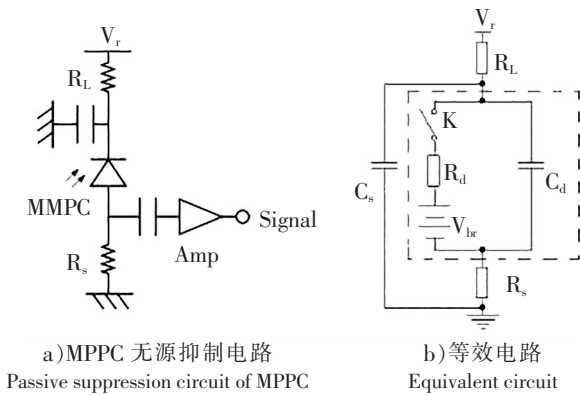 V_r
R_L
MMPC
Signal
Amp
R_s
a)MPPC 无源抑制电路
Passive suppression circuit of MPPC
V_r
R_L
K
R_d
C_s
C_d
V_br
R_s
b)等效电路
Equivalent circuit